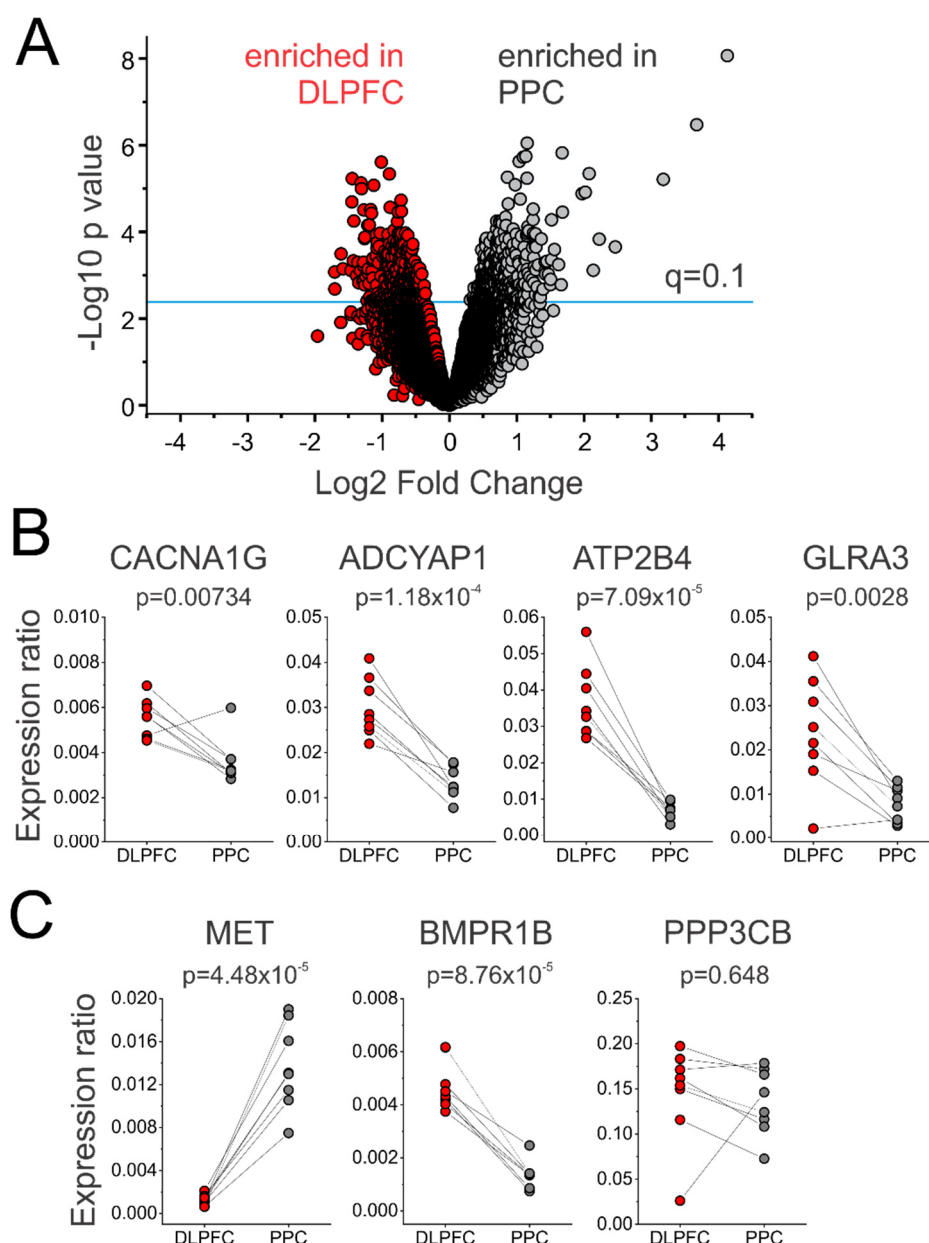 A
enriched in
DLPFC
enriched in
PPC
8
6
4
2
0
-Log10 p value
q=0.1
-4 -3 -2 -1 0 1 2 3 4
Log2 Fold Change
B
CACNA1G ADCYAP1 ATP2B4 GLRA3
p=0.00734 p=1.18x10⁻⁴ p=7.09x10⁻⁵ p=0.0028
Expression ratio
0.010 0.05 0.06 0.05
0.008 0.04 0.05 0.04
0.006 0.03 0.04 0.03
0.004 0.02 0.03 0.02
0.002 0.01 0.02 0.01
0.000 0.00 0.01 0.00
0.00
DLPFC PPC DLPFC PPC DLPFC PPC DLPFC PPC
C
MET BMPR1B PPP3CB
p=4.48x10⁻⁵ p=8.76x10⁻⁵ p=0.648
Expression ratio
0.020 0.008 0.25
0.016 0.006 0.20
0.012 0.004 0.15
0.008 0.002 0.10
0.004 0.000 0.05
0.000 0.00
DLPFC PPC DLPFC PPC DLPFC PPC